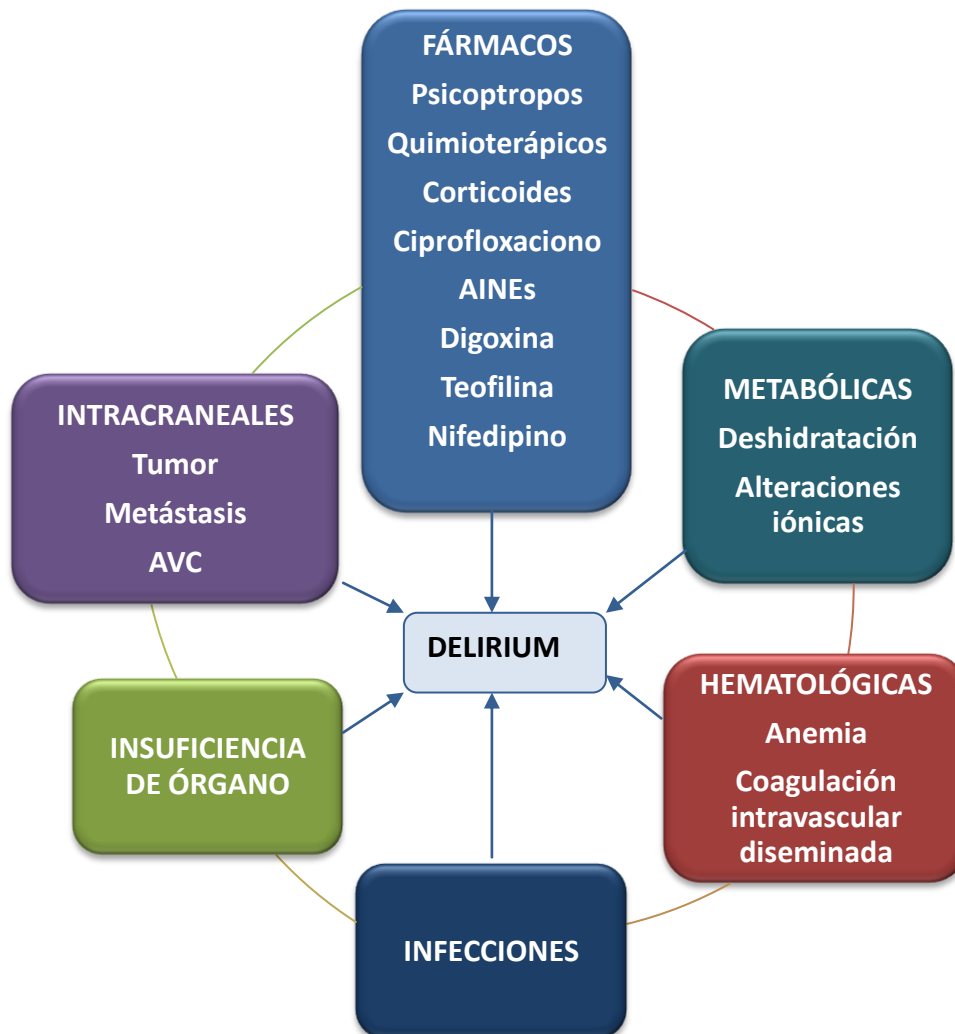 FÁRMACOS
Psicoptropos
Quimioterápicos
Corticoides
Ciprofloxaciono
AINEs
Digoxina
Teofilina
Nifedipino
METABÓLICAS
Deshidratación
Alteraciones
iónicas
HEMATOLÓGICAS
Anemia
Coagulación
intravascular
diseminada
INFECCIONES
INSUFICIENCIA
DE ÓRGANO
INTRACRANEALES
Tumor
Metástasis
AVC
DELIRIUM